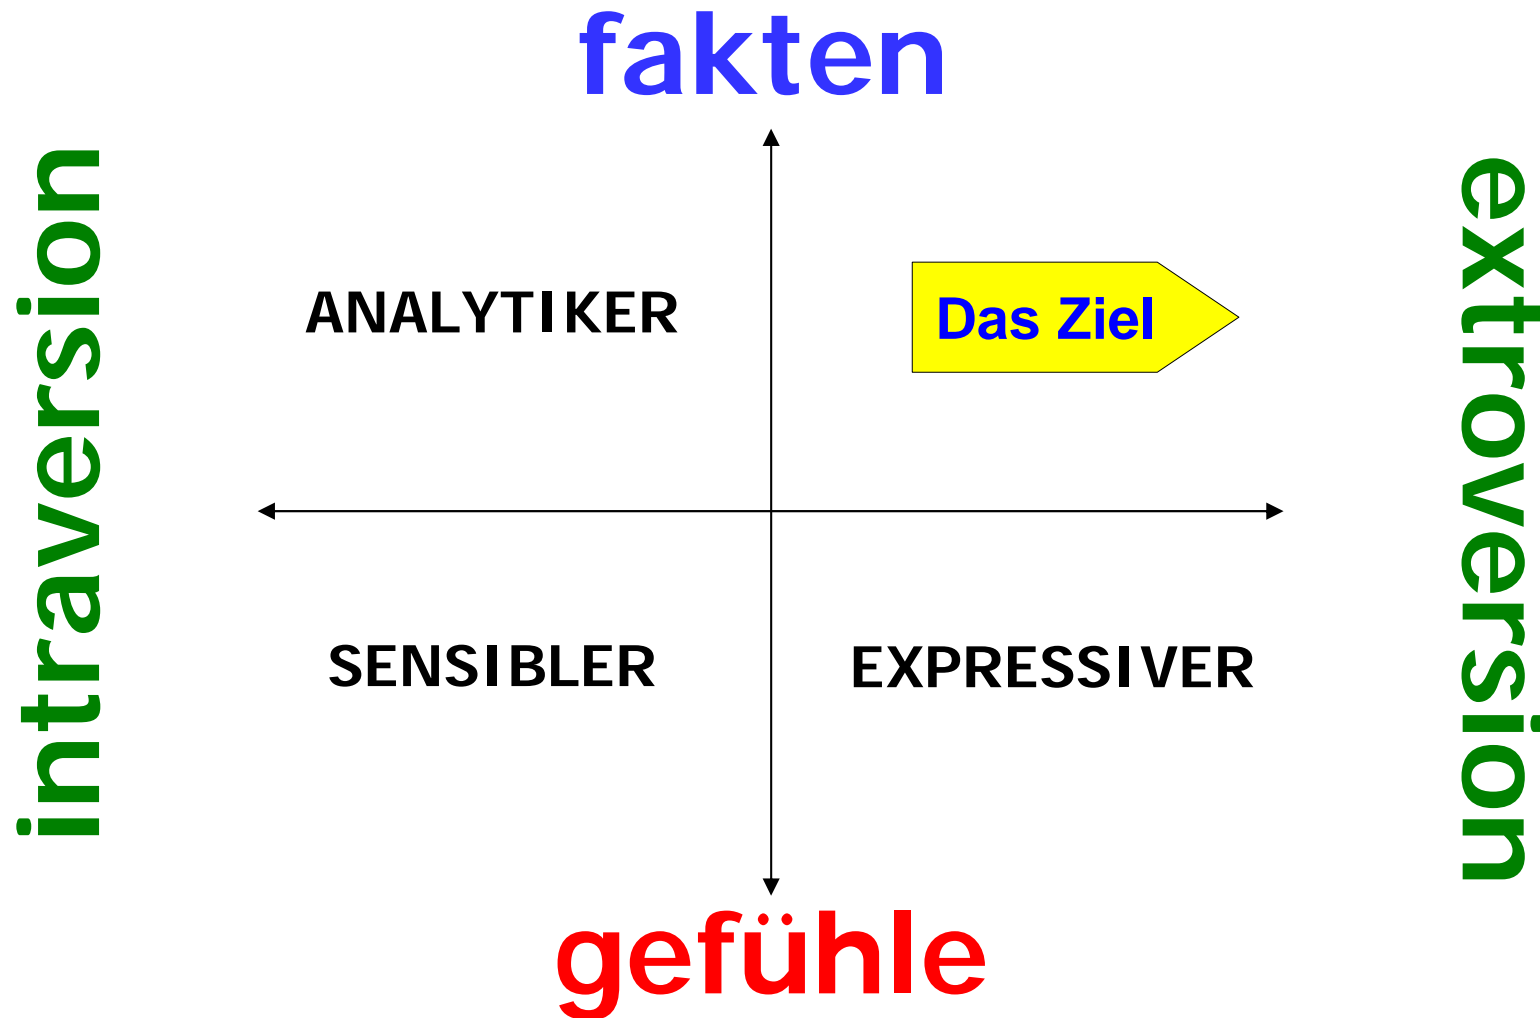 fakten
intraversion
extroversion
ANALYTIKER
Das Ziel
SENSIBLER
EXPRESSIVER
gefühle